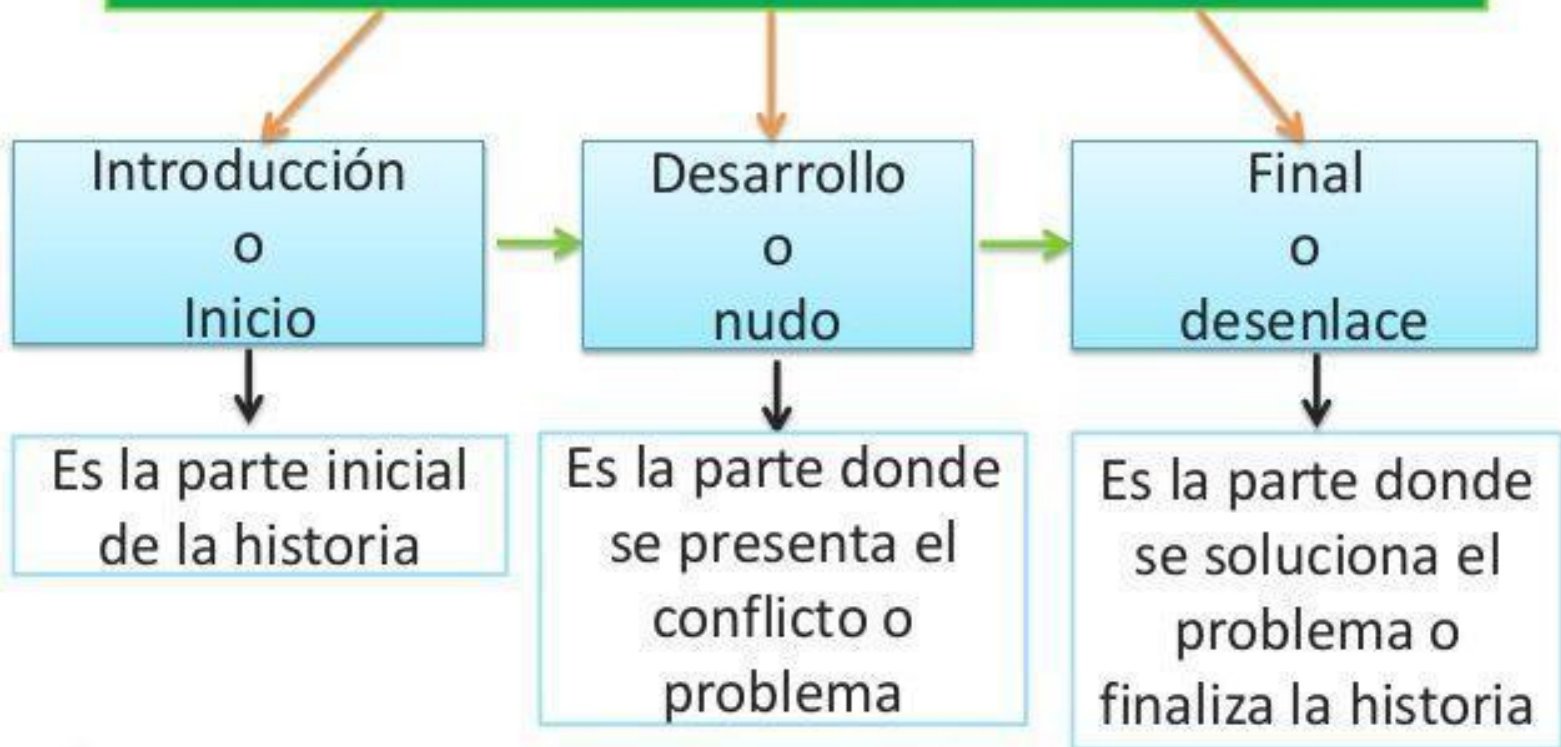 Introducción
o
Inicio
Desarrollo
o
nudo
Final
o
desenlace
Es la parte inicial
de la historia
Es la parte donde
se presenta el
conflicto o
problema
Es la parte donde
se soluciona el
problema o
finaliza la historia